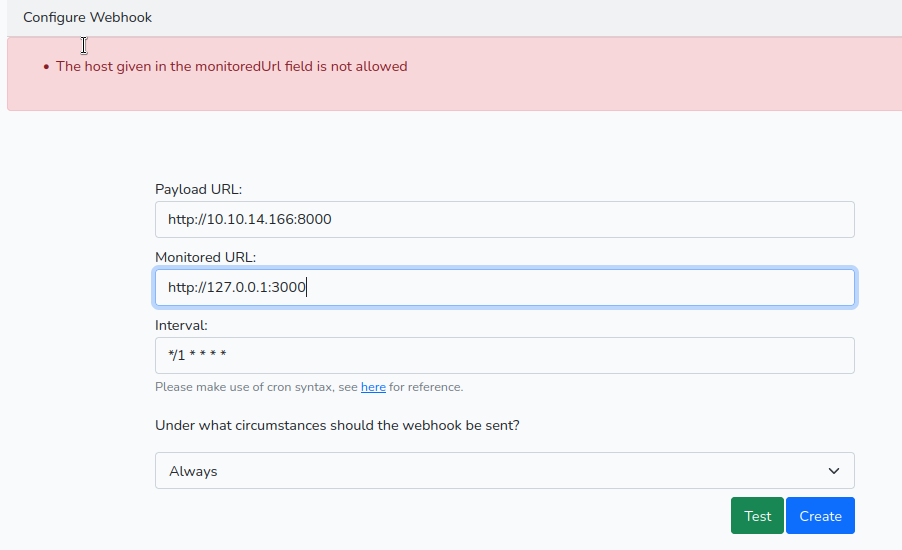 Configure Webhook
• The host given in the monitoredUrl field is not allowed
Payload URL:
http://10.10.14.166:8000
Monitored URL:
http://127.0.0.1:3000
Interval:
*/1 * * * *
Please make use of cron syntax, see here for reference.
Under what circumstances should the webhook be sent?
Always
Test Create